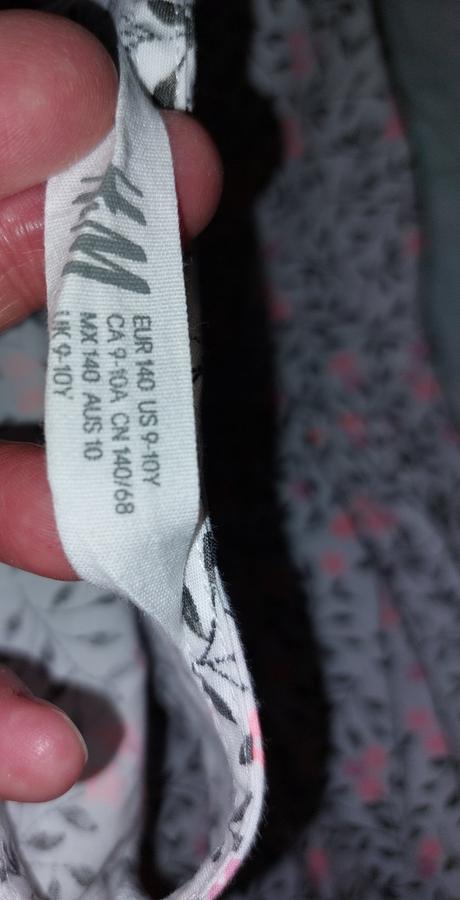 H&M
EUR 140 US 9-10Y
CA 9-10A CN 140/68
MX 140 AUS 10
UK 9-10Y